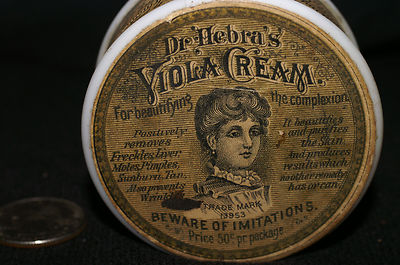 Dr. Hebra's
VIOLA CREAM.
For beautifying the complexion.
Positively
removes
Freckles, Liver,
Moles, Pimples,
Sunburn, Tan,
Also prevents
Wrink
It beautifies
and purifies
the Skin.
And produces
results which
no other remedy
has or can.
TRADE MARK
13953
BEWARE OF IMITATIONS.
Price 50¢ pr package